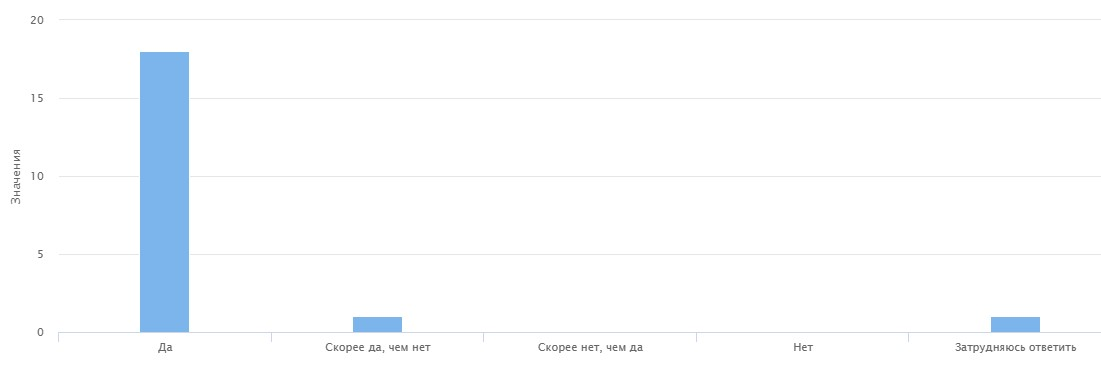 20
15
10
5
0
Значения
Да
Скорее да, чем нет
Скорее нет, чем да
Нет
Затрудняюсь ответить